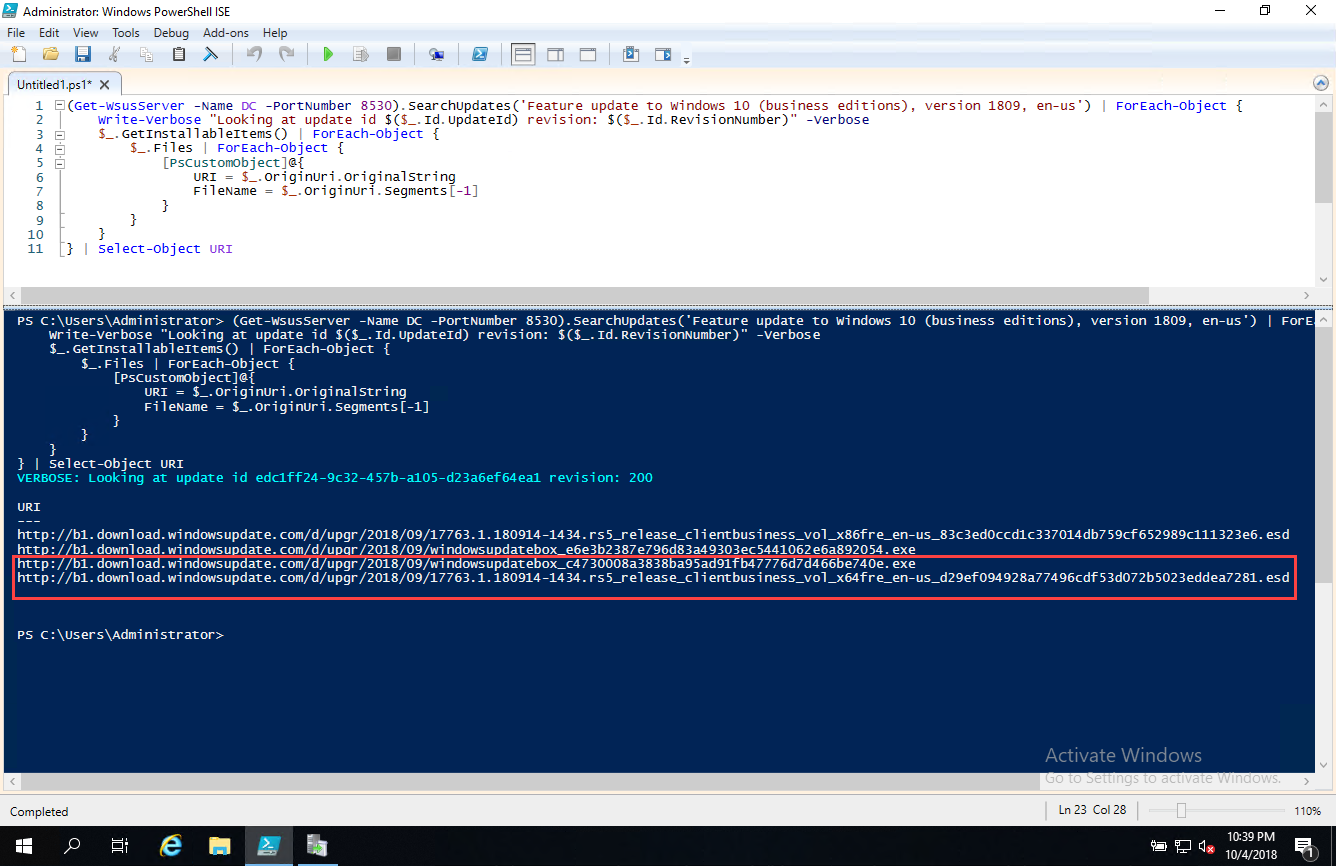 Administrator: Windows PowerShell ISE
File Edit View Tools Debug Add-ons Help
Untitled1.ps1* X
1 (Get-WsusServer -Name DC -PortNumber 8530).SearchUpdates('Feature update to Windows 10 (business editions), version 1809, en-us') | ForEach-Object {
2 Write-Verbose "Looking at update id $($_.Id.UpdateId) revision: $($_.Id.RevisionNumber)" -Verbose
3 $_.GetInstallableItems() | ForEach-Object {
4 $_.Files | ForEach-Object {
5 [PsCustomObject]@{
6 URI = $_.OriginUri.OriginalString
7 FileName = $_.OriginUri.Segments[-1]
8 }
9 }
10 }
11 } | Select-Object URI
PS C:\Users\Administrator> (Get-WsusServer -Name DC -PortNumber 8530).SearchUpdates('Feature update to Windows 10 (business editions), version 1809, en-us') | ForE
Write-Verbose "Looking at update id $($_.Id.UpdateId) revision: $($_.Id.RevisionNumber)" -Verbose
$_.GetInstallableItems() | ForEach-Object {
$_.Files | ForEach-Object {
[PsCustomObject]@{
URI = $_.OriginUri.OriginalString
FileName = $_.OriginUri.Segments[-1]
}
}
}
} | Select-Object URI
VERBOSE: Looking at update id edc1ff24-9c32-457b-a105-d23a6ef64ea1 revision: 200
URI
---
http://b1.download.windowsupdate.com/d/upgr/2018/09/17763.1.180914-1434.rs5_release_clientbusiness_vol_x86fre_en-us_83c3ed0ccd1c337014db759cf652989c111323e6.esd
http://b1.download.windowsupdate.com/d/upgr/2018/09/windowsupdatebox_e6e3b2387e796d83a49303ec5441062e6a892054.exe
http://b1.download.windowsupdate.com/d/upgr/2018/09/windowsupdatebox_c4730008a3838ba95ad91fb47776d7d466be740e.exe
http://b1.download.windowsupdate.com/d/upgr/2018/09/17763.1.180914-1434.rs5_release_clientbusiness_vol_x64fre_en-us_d29ef094928a77496cdf53d072b5023eddea7281.esd
PS C:\Users\Administrator>
Activate Windows
Go to Settings to activate Windows.
Completed
Ln 23 Col 28
110%
10:39 PM
10/4/2018
1